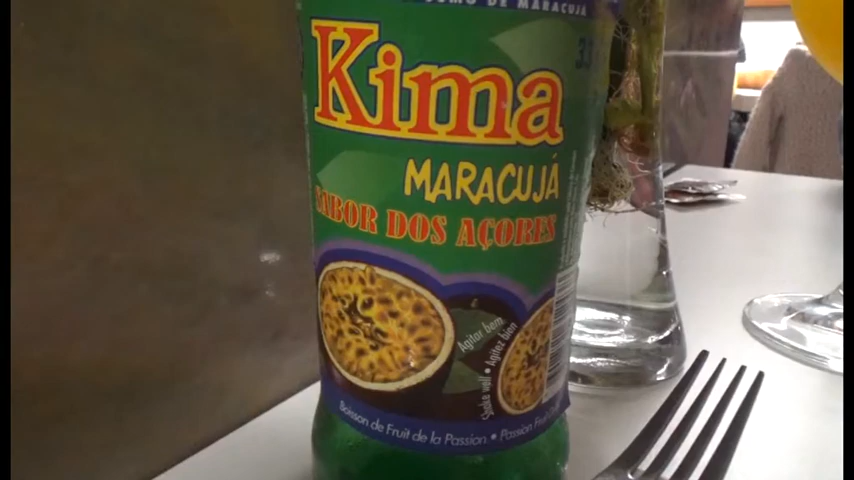 SUMO DE MARACUJÁ
Kima
MARACUJÁ
SABOR DOS AÇORES
Agitar bem
Shake well • Agitez bien
Boisson de Fruit de la Passion • Passion Fruit